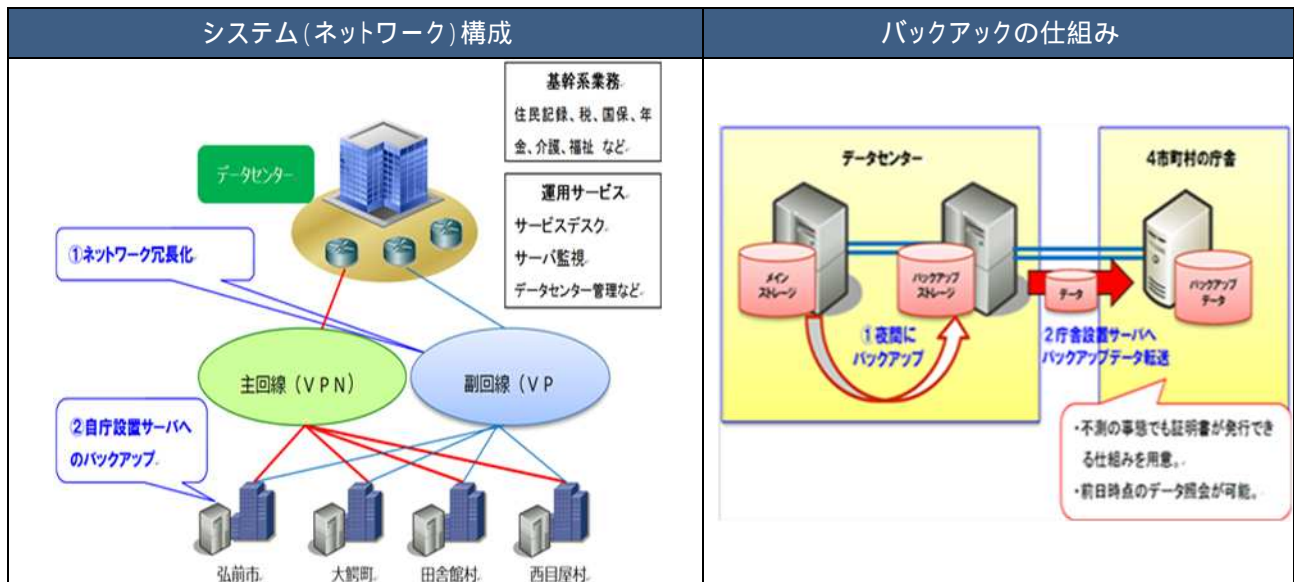 システム(ネットワーク)構成
バックアックの仕組み
基幹系業務
住民記録、税、国保、年
金、介護、福祉 など
データセンター
運用サービス
サービスデスク
サーバ監視
データセンター管理など
①ネットワーク冗長化
主回線(VPN)
副回線(VP
②自庁設置サーバへ
のバックアップ
弘前市
大鰐町
田舎館村
西目屋村
データセンター
4市町村の庁舎
メイン
ストレージ
バックアップ
ストレージ
データ
バックアップ
データ
①夜間に
バックアップ
2庁舎設置サーバへ
バックアップデータ転送
・不測の事態でも証明書が発行でき
る仕組みを用意。
・前日時点のデータ照会が可能。